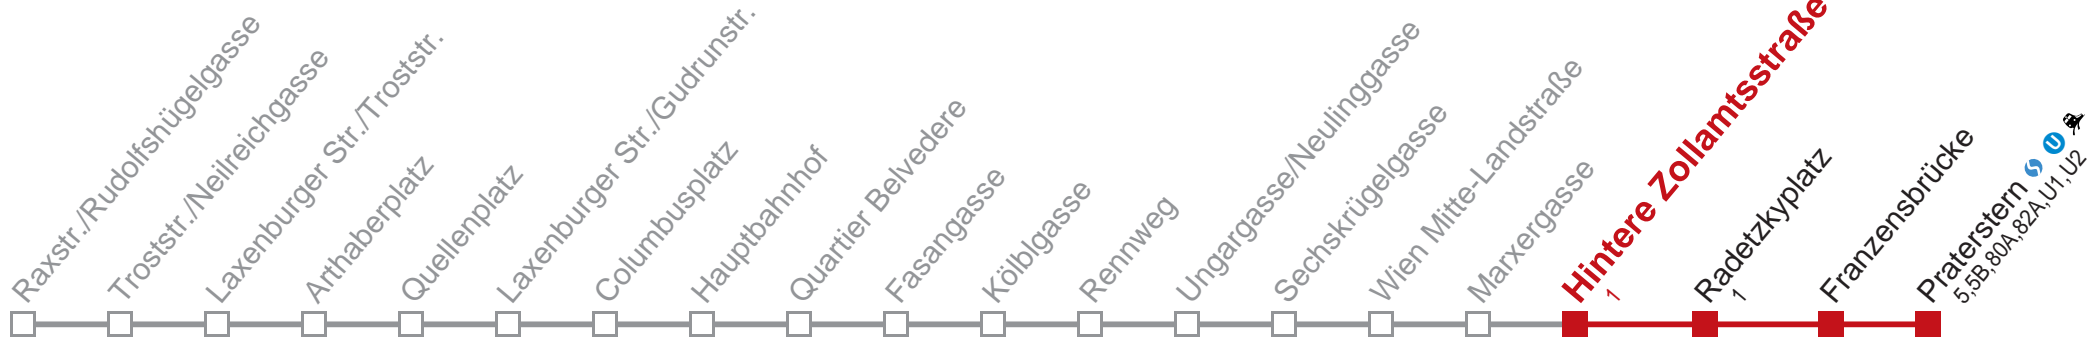 Raxstr./Rudolfshügelgasse
Troststr./Neilreichgasse
Laxenburger Str./Troststr.
Arthaberplatz
Quellenplatz
Laxenburger Str./Gudrunstr.
Columbusplatz
Hauptbahnhof
Quartier Belvedere
Fasangasse
Kölblgasse
Rennweg
Ungargasse/Neulinggasse
Sechskrügelgasse
Wien Mitte-Landstraße
Marxergasse
Hintere Zollamtsstraße
1
Radetzkyplatz
1
Franzensbrücke
Praterstern S U
5,5B,80A,82A,U1,U2